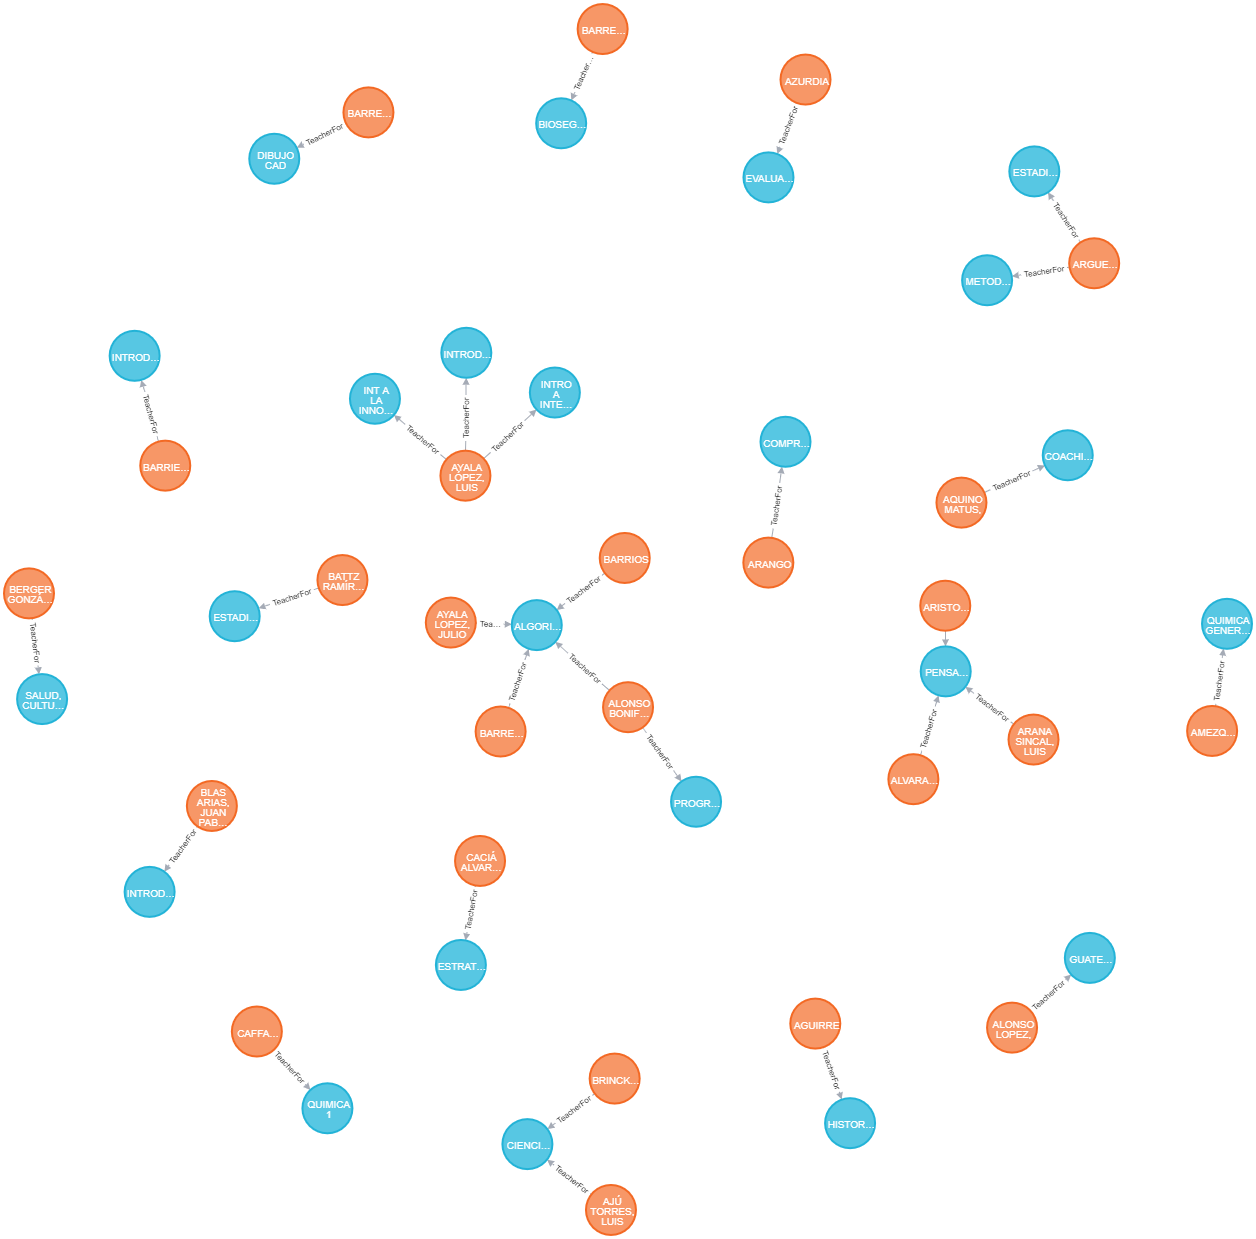 BARRE...
Teacher...
BIOSEG...
AZURDIA
TeacherFor
EVALUA...
BARRE...
TeacherFor
DIBUJO
CAD
ESTADI...
TeacherFor
ARGUE...
TeacherFor
METOD...
INTROD...
TeacherFor
BARRIE...
INTROD...
INT A
LA
INNO...
INTRO
A
INTE...
TeacherFor
TeacherFor
TeacherFor
AYALA
LÓPEZ,
LUIS
COMPR...
TeacherFor
ARANGO
COACHI...
TeacherFor
AQUINO
MATUS,
BERGER
GONZÁ...
TeacherFor
SALUD,
CULTU...
BATTZ
RAMÍR...
TeacherFor
ESTADI...
BARRIOS
TeacherFor
AYALA
LOPEZ,
JULIO
Tea...
ALGORI...
TeacherFor
TeacherFor
BARRE...
ALONSO
BONIF...
TeacherFor
PROGR...
ARISTO...
PENSA...
TeacherFor
TeacherFor
ARANA
SINCAL,
LUIS
ALVARA...
QUIMICA
GENER...
TeacherFor
AMEZQ...
BLAS
ARIAS,
JUAN
PAB...
TeacherFor
INTROD...
CACIÁ
ALVAR...
TeacherFor
ESTRAT...
GUATE...
TeacherFor
ALONSO
LOPEZ,
CAFFA...
TeacherFor
QUIMICA
1
AGUIRRE
TeacherFor
HISTOR...
BRINCK...
TeacherFor
CIENCI...
TeacherFor
AJÚ
TORRES,
LUIS